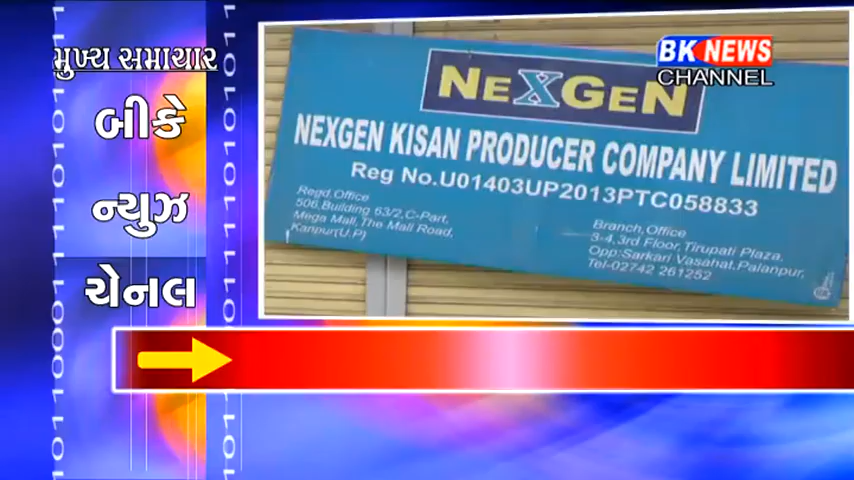 મુખ્ય સમાચાર
બીકે
ન્યુઝ
ચેનલ
BK NEWS
CHANNEL
NEXGEN
NEXGEN KISAN PRODUCER COMPANY LIMITED
Reg No.U01403UP2013PTC058833
Regd.Office
506,Building 63/2,C-Part,
Mega Mall,The Mall Road,
Kanpur(U.P)
Branch,Office
3-4,3rd Floor,Tirupati Plaza,
Opp:Sarkari Vasahat,Palanpur,
Tel-02742 261252